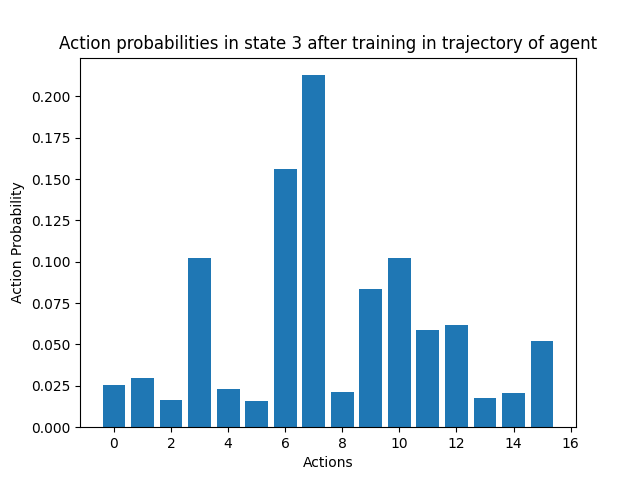 Action probabilities in state 3 after training in trajectory of agent
0.200
0.175
0.150
0.125
0.100
0.075
0.050
0.025
0.000
Action Probability
0 2 4 6 8 10 12 14 16
Actions